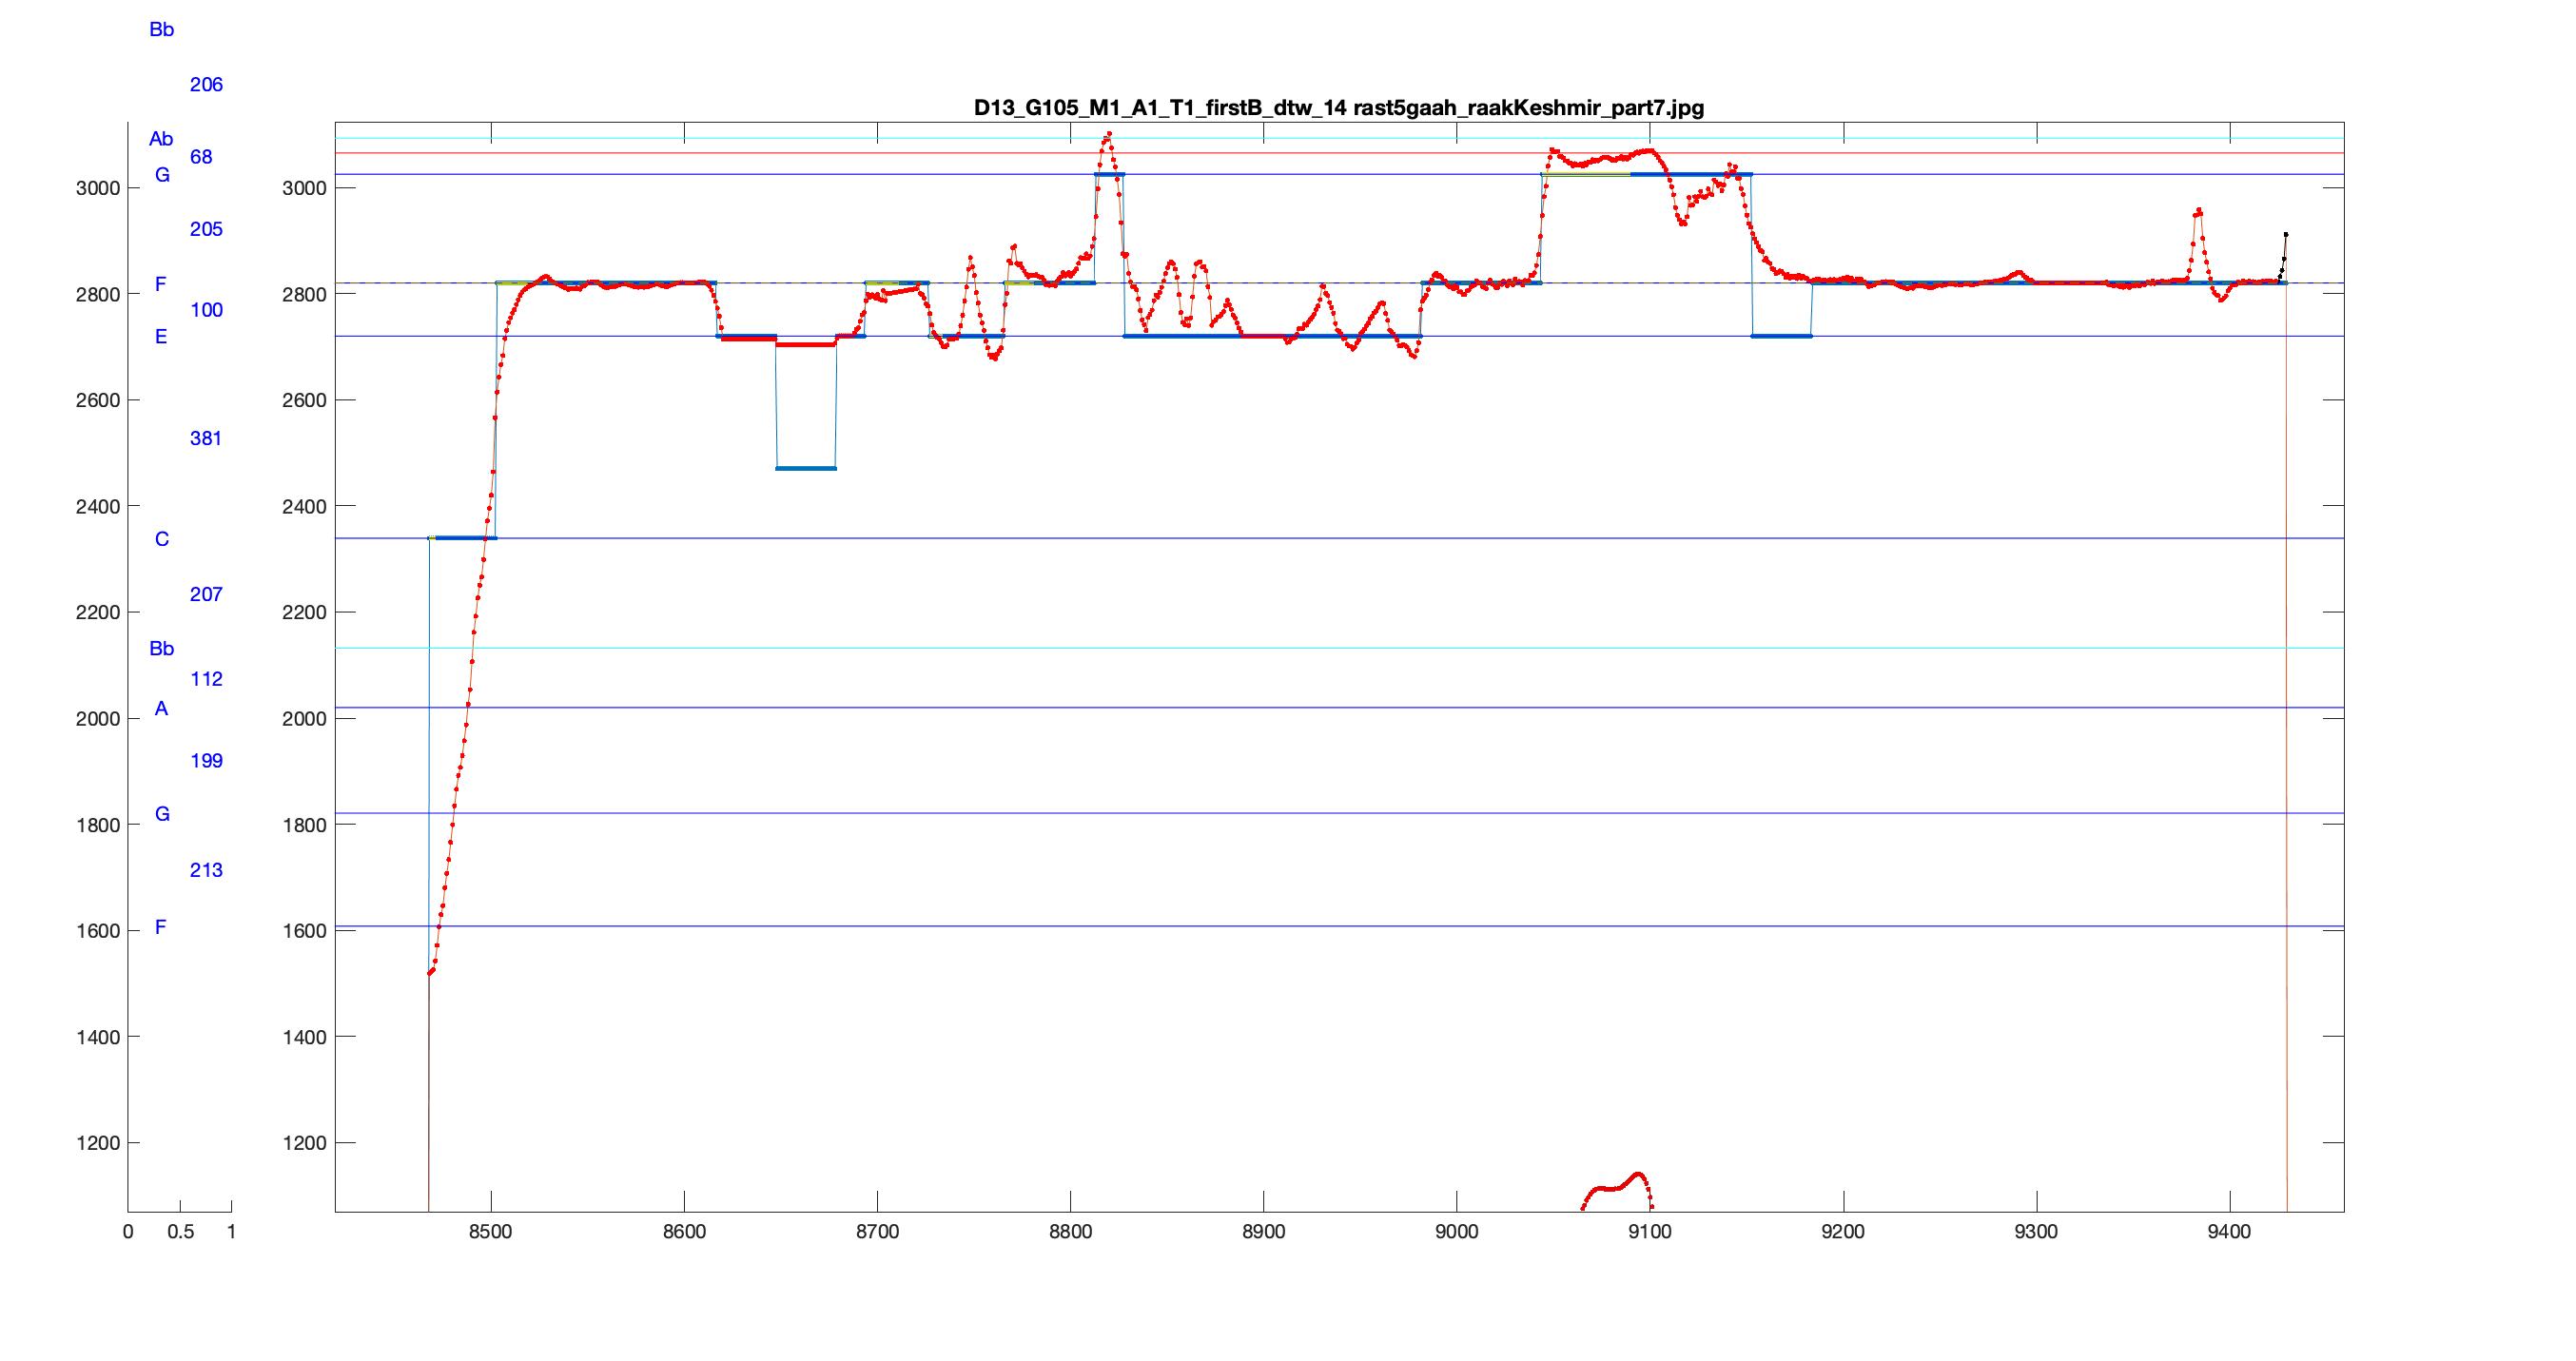 Bb
206
D13_G105_M1_A1_T1_firstB_dtw_14 rast5gaah_raakKeshmir_part7.jpg
Ab
68
G
3000 3000
205
F
2800 2800
100
E
2600 2600
381
2400 2400
C
207
2200 2200
Bb
112
A
2000 2000
199
G
1800 1800
213
F
1600 1600
1400 1400
1200 1200
0 0.5 1 8500 8600 8700 8800 8900 9000 9100 9200 9300 9400